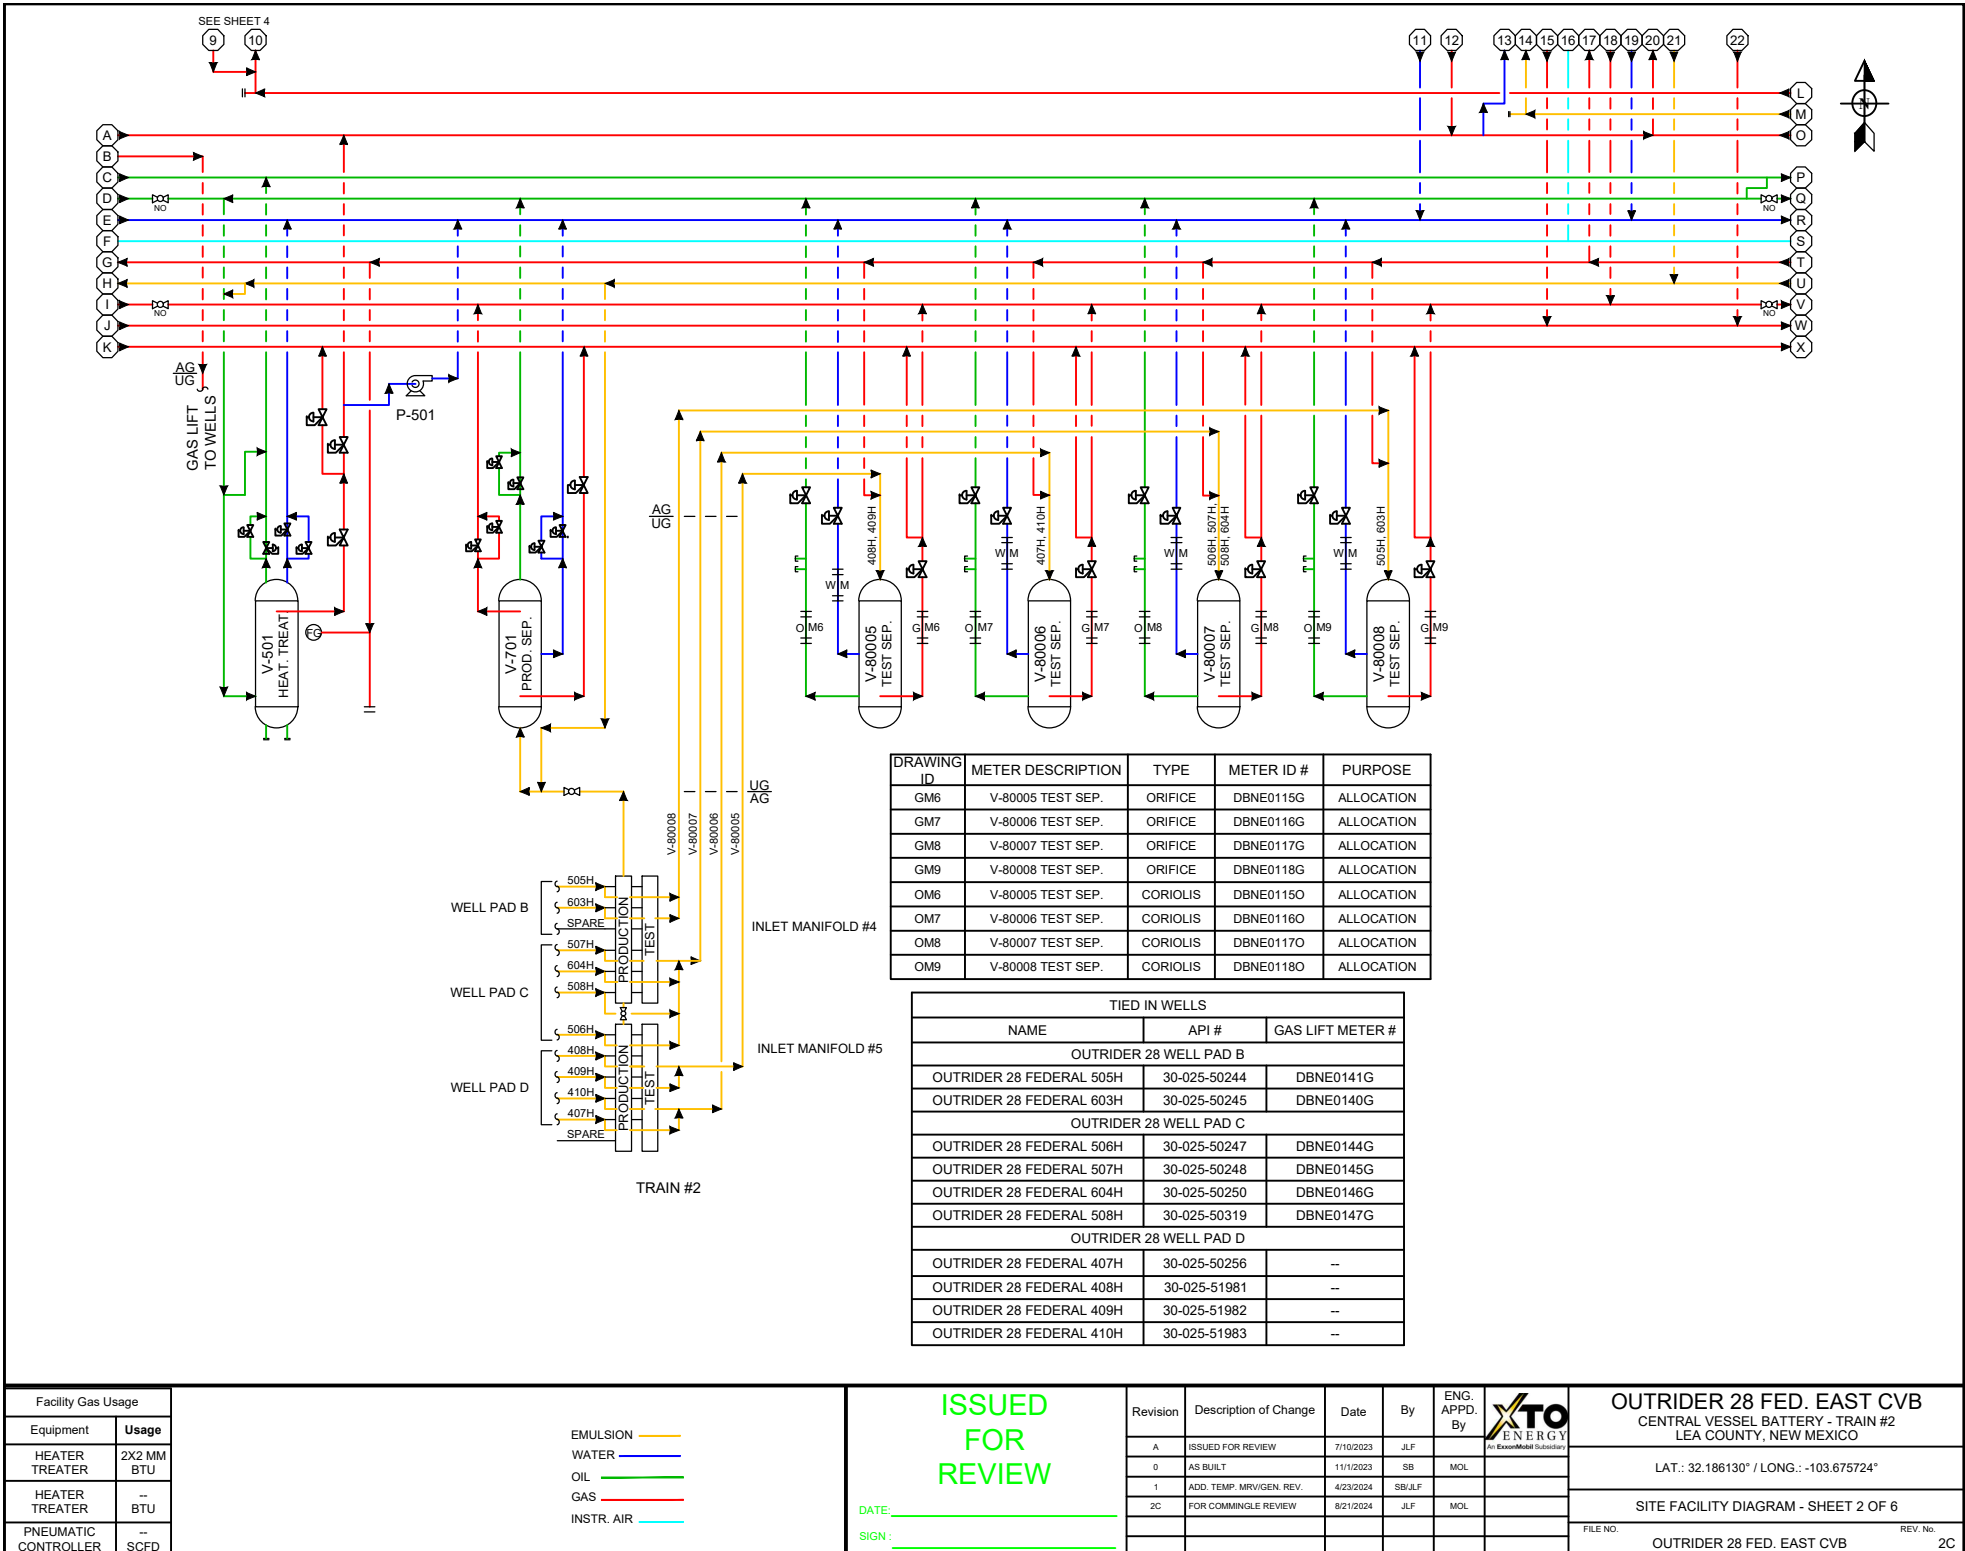 SEE SHEET 4
9 10 11 12 13 14 15 16 17 18 19 20 21 22
N
A
B
C
D
E
F
G
H
I
J
K
L
M
O
P
Q
R
S
T
U
V
W
X
NO
NO
NO
NO
AG
UG
GAS LIFT
TO WELLS
P-501
AG
UG
408H, 409H
407H, 410H
506H, 507H,
508H, 604H
505H, 603H
WM
WM
WM
WM
V-501
HEAT. TREAT.
FG
V-701
PROD. SEP.
OM6
V-80005
TEST SEP.
GM6
OM7
V-80006
TEST SEP.
GM7
OM8
V-80007
TEST SEP.
GM8
OM9
V-80008
TEST SEP.
GM9
UG
AG
V-80008
V-80007
V-80006
V-80005
WELL PAD B
505H
603H
SPARE
WELL PAD C
507H
604H
508H
506H
WELL PAD D
408H
409H
410H
407H
SPARE
PRODUCTION
TEST
PRODUCTION
TEST
INLET MANIFOLD #4
INLET MANIFOLD #5
TRAIN #2
DRAWING ID METER DESCRIPTION TYPE METER ID # PURPOSE
GM6 V-80005 TEST SEP. ORIFICE DBNE0115G ALLOCATION
GM7 V-80006 TEST SEP. ORIFICE DBNE0116G ALLOCATION
GM8 V-80007 TEST SEP. ORIFICE DBNE0117G ALLOCATION
GM9 V-80008 TEST SEP. ORIFICE DBNE0118G ALLOCATION
OM6 V-80005 TEST SEP. CORIOLIS DBNE0115O ALLOCATION
OM7 V-80006 TEST SEP. CORIOLIS DBNE0116O ALLOCATION
OM8 V-80007 TEST SEP. CORIOLIS DBNE0117O ALLOCATION
OM9 V-80008 TEST SEP. CORIOLIS DBNE0118O ALLOCATION
TIED IN WELLS
NAME API # GAS LIFT METER #
OUTRIDER 28 WELL PAD B
OUTRIDER 28 FEDERAL 505H 30-025-50244 DBNE0141G
OUTRIDER 28 FEDERAL 603H 30-025-50245 DBNE0140G
OUTRIDER 28 WELL PAD C
OUTRIDER 28 FEDERAL 506H 30-025-50247 DBNE0144G
OUTRIDER 28 FEDERAL 507H 30-025-50248 DBNE0145G
OUTRIDER 28 FEDERAL 604H 30-025-50250 DBNE0146G
OUTRIDER 28 FEDERAL 508H 30-025-50319 DBNE0147G
OUTRIDER 28 WELL PAD D
OUTRIDER 28 FEDERAL 407H 30-025-50256 --
OUTRIDER 28 FEDERAL 408H 30-025-51981 --
OUTRIDER 28 FEDERAL 409H 30-025-51982 --
OUTRIDER 28 FEDERAL 410H 30-025-51983 --
Facility Gas Usage
Equipment Usage
HEATER TREATER 2X2 MM BTU
HEATER TREATER -- BTU
PNEUMATIC CONTROLLER -- SCFD
EMULSION
WATER
OIL
GAS
INSTR. AIR
ISSUED
FOR
REVIEW
DATE:
SIGN :
Revision Description of Change Date By ENG. APPD. By
A ISSUED FOR REVIEW 7/10/2023 JLF
0 AS BUILT 11/1/2023 SB MOL
1 ADD. TEMP. MRV/GEN. REV. 4/23/2024 SB/JLF
2C FOR COMMINGLE REVIEW 8/21/2024 JLF MOL
XTO
ENERGY
An ExxonMobil Subsidiary
OUTRIDER 28 FED. EAST CVB
CENTRAL VESSEL BATTERY - TRAIN #2
LEA COUNTY, NEW MEXICO
LAT.: 32.186130° / LONG.: -103.675724°
SITE FACILITY DIAGRAM - SHEET 2 OF 6
FILE NO. REV. No.
OUTRIDER 28 FED. EAST CVB 2C